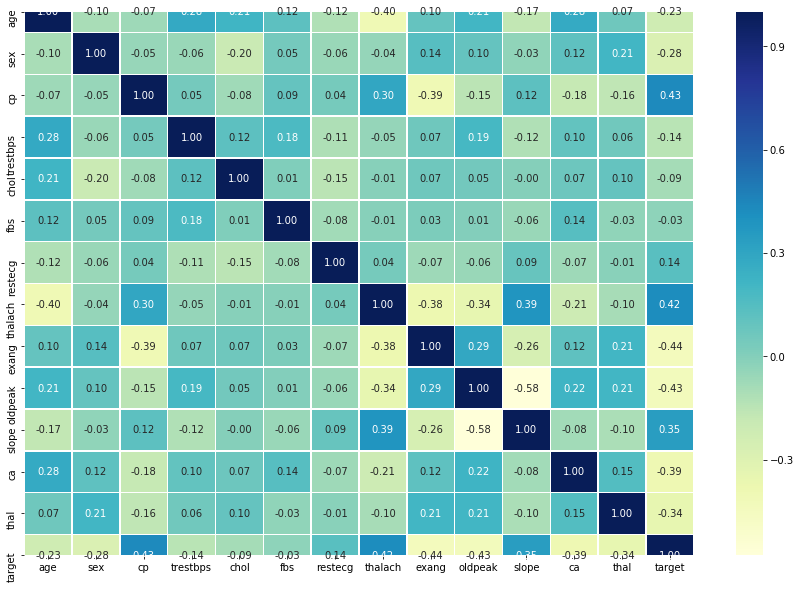 age 1.00 -0.10 -0.07 0.28 0.21 0.12 -0.12 -0.40 0.10 0.21 -0.17 0.28 0.07 -0.23
sex -0.10 1.00 -0.05 -0.06 -0.20 0.05 -0.06 -0.04 0.14 0.10 -0.03 0.12 0.21 -0.28
cp -0.07 -0.05 1.00 0.05 -0.08 0.09 0.04 0.30 -0.39 -0.15 0.12 -0.18 -0.16 0.43
trestbps 0.28 -0.06 0.05 1.00 0.12 0.18 -0.11 -0.05 0.07 0.19 -0.12 0.10 0.06 -0.14
chol 0.21 -0.20 -0.08 0.12 1.00 0.01 -0.15 -0.01 0.07 0.05 -0.00 0.07 0.10 -0.09
fbs 0.12 0.05 0.09 0.18 0.01 1.00 -0.08 -0.01 0.03 0.01 -0.06 0.14 -0.03 -0.03
restecg -0.12 -0.06 0.04 -0.11 -0.15 -0.08 1.00 0.04 -0.07 -0.06 0.09 -0.07 -0.01 0.14
thalach -0.40 -0.04 0.30 -0.05 -0.01 -0.01 0.04 1.00 -0.38 -0.34 0.39 -0.21 -0.10 0.42
exang 0.10 0.14 -0.39 0.07 0.07 0.03 -0.07 -0.38 1.00 0.29 -0.26 0.12 0.21 -0.44
oldpeak 0.21 0.10 -0.15 0.19 0.05 0.01 -0.06 -0.34 0.29 1.00 -0.58 0.22 0.21 -0.43
slope -0.17 -0.03 0.12 -0.12 -0.00 -0.06 0.09 0.39 -0.26 -0.58 1.00 -0.08 -0.10 0.35
ca 0.28 0.12 -0.18 0.10 0.07 0.14 -0.07 -0.21 0.12 0.22 -0.08 1.00 0.15 -0.39
thal 0.07 0.21 -0.16 0.06 0.10 -0.03 -0.01 -0.10 0.21 0.21 -0.10 0.15 1.00 -0.34
target -0.23 -0.28 0.43 -0.14 -0.09 -0.03 0.14 0.42 -0.44 -0.43 0.35 -0.39 -0.34 1.00
age sex cp trestbps chol fbs restecg thalach exang oldpeak slope ca thal target
0.9
0.6
0.3
0.0
-0.3